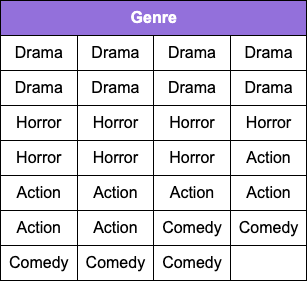 Genre
Drama Drama Drama Drama
Drama Drama Drama Drama
Horror Horror Horror Horror
Horror Horror Horror Action
Action Action Action Action
Action Action Comedy Comedy
Comedy Comedy Comedy